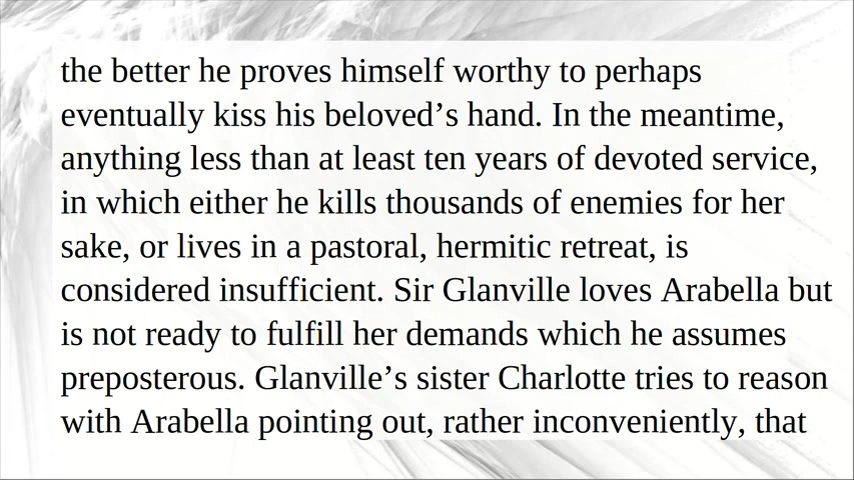 the better he proves himself worthy to perhaps
eventually kiss his beloved’s hand. In the meantime,
anything less than at least ten years of devoted service,
in which either he kills thousands of enemies for her
sake, or lives in a pastoral, hermitic retreat, is
considered insufficient. Sir Glanville loves Arabella but
is not ready to fulfill her demands which he assumes
preposterous. Glanville’s sister Charlotte tries to reason
with Arabella pointing out, rather inconveniently, that